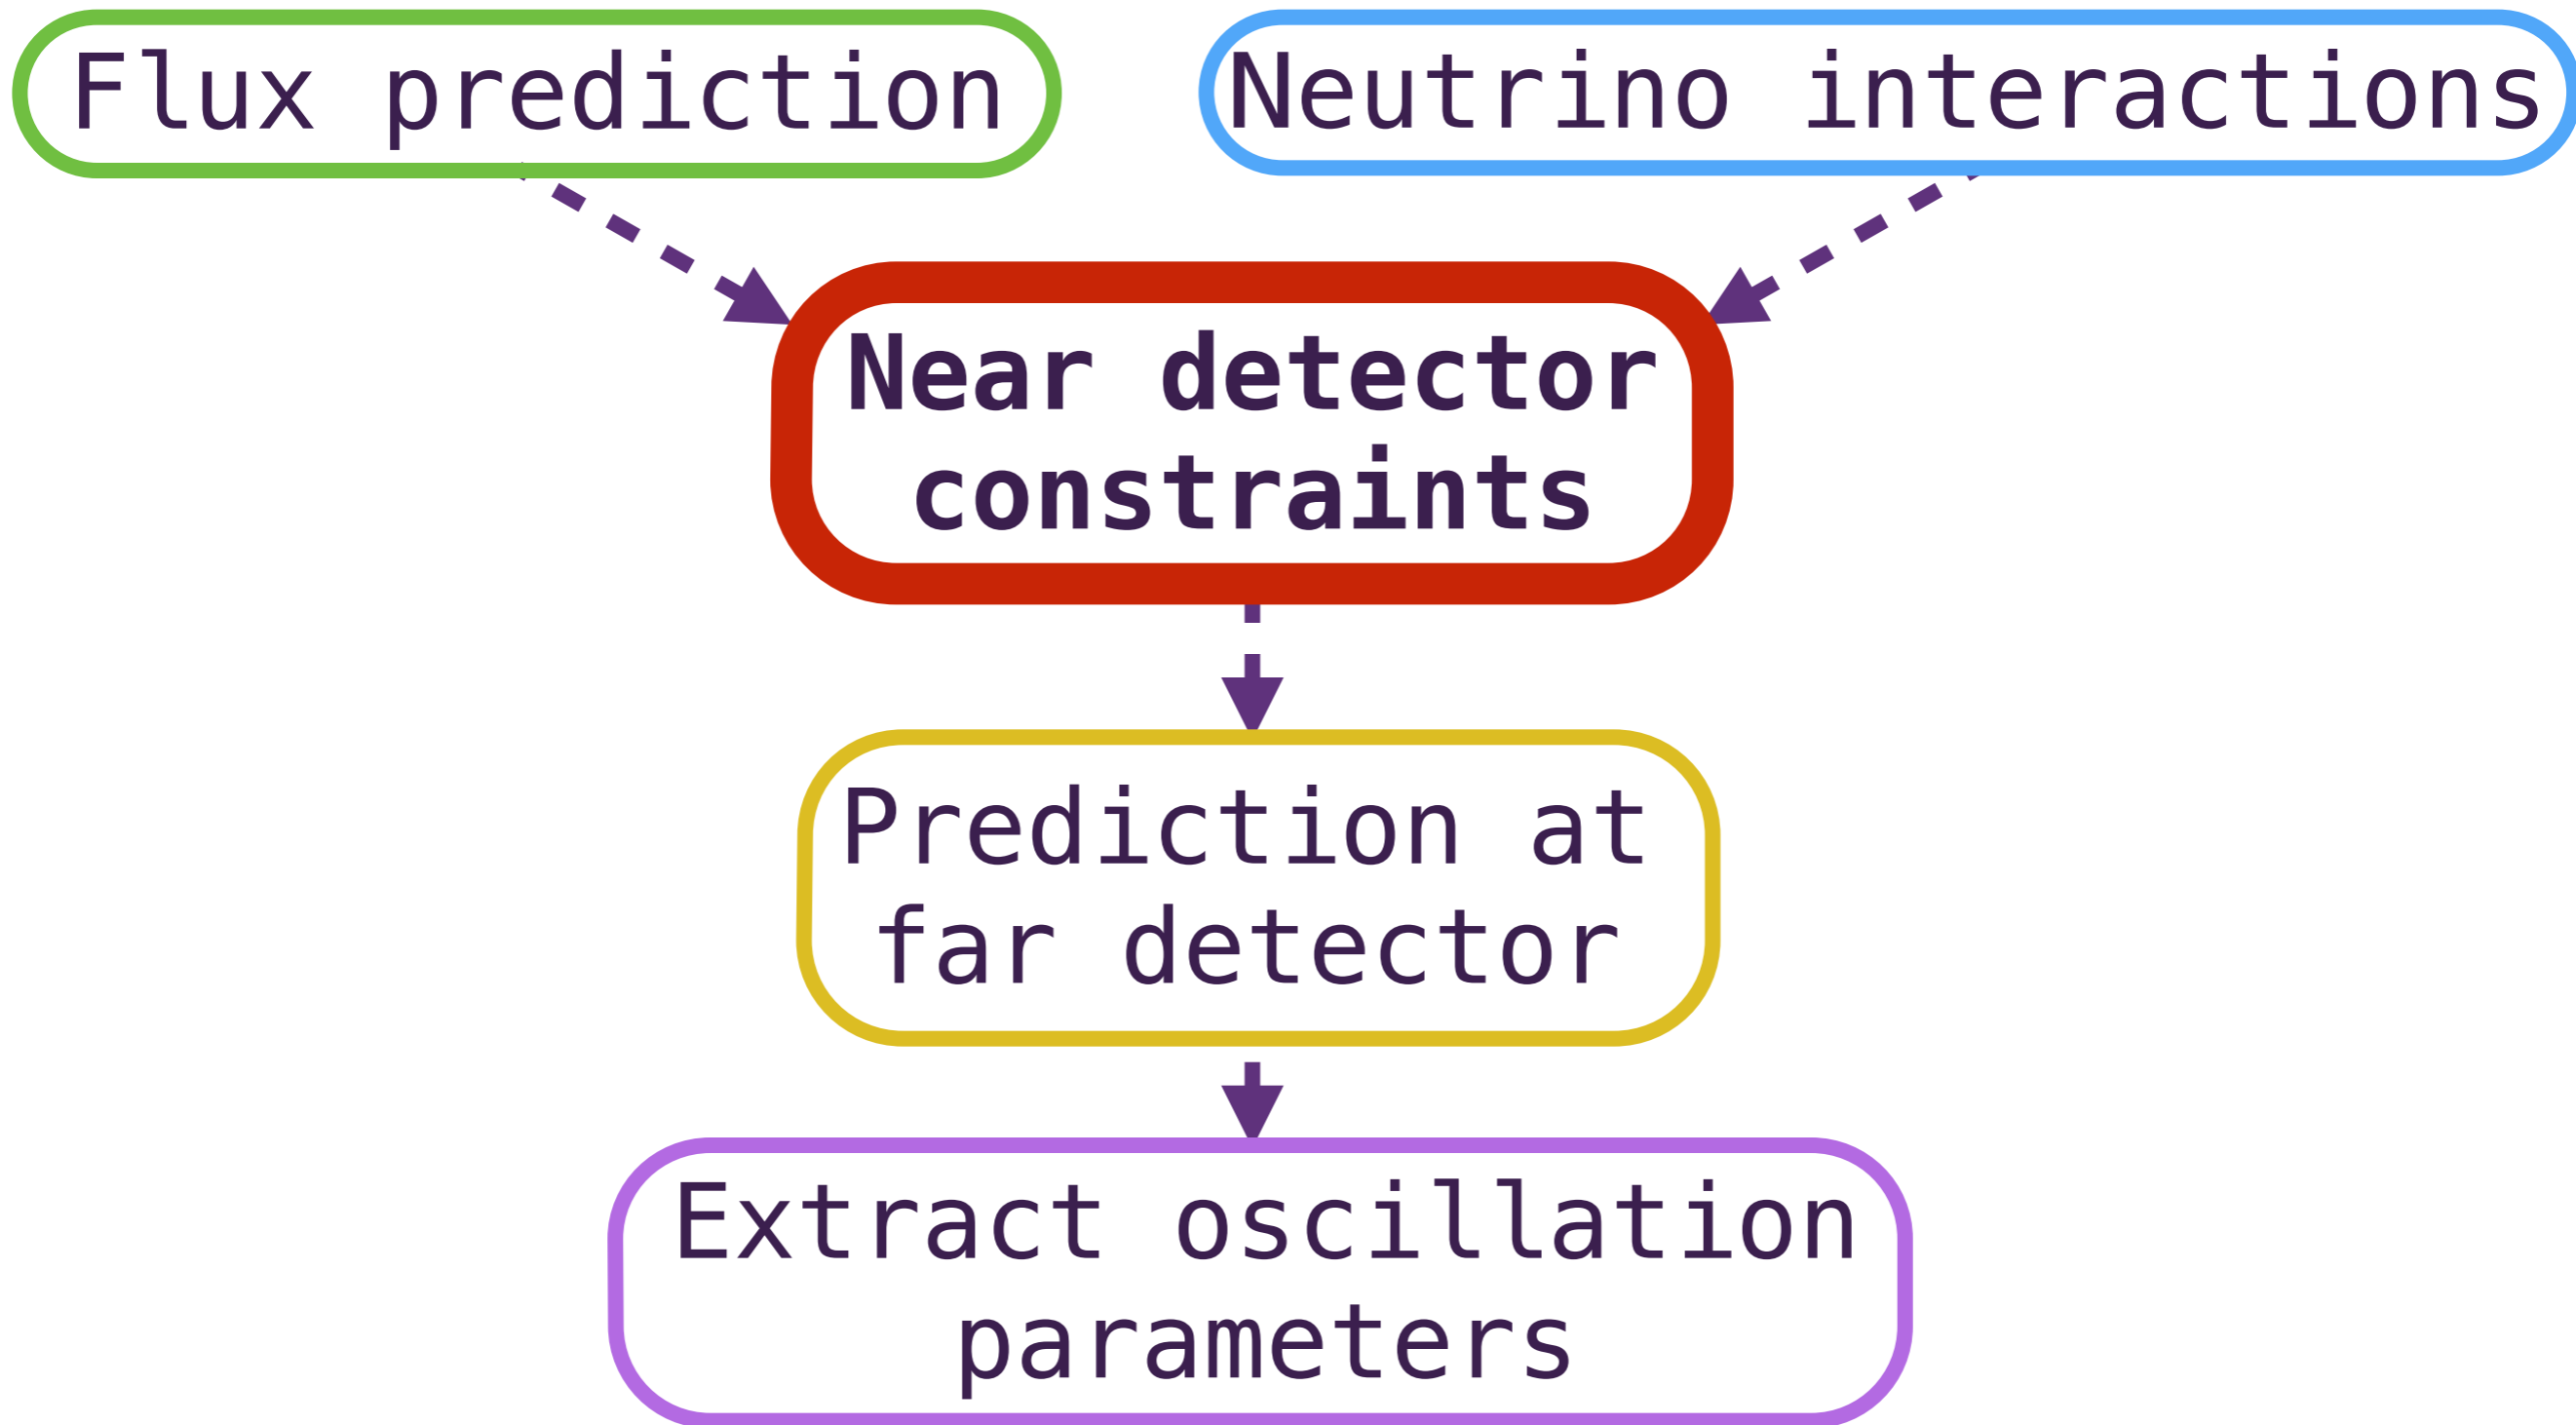 Flux prediction
Neutrino interactions
Near detector
constraints
Prediction at
far detector
Extract oscillation
parameters